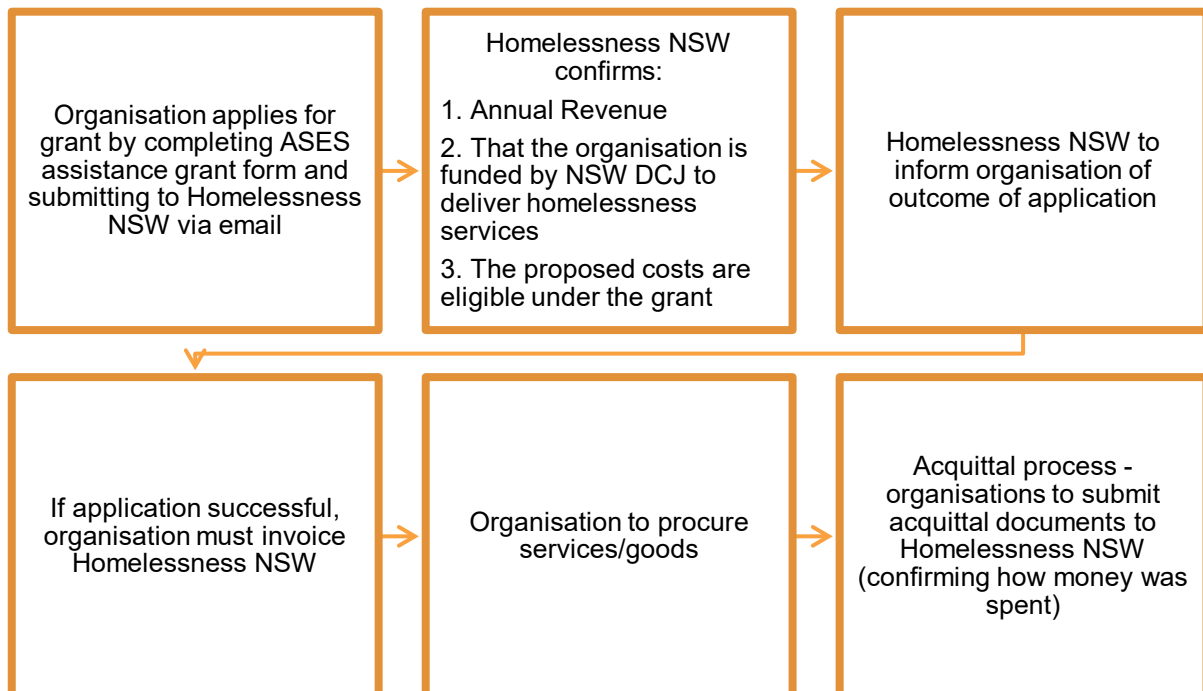 Organisation applies for
grant by completing ASES
assistance grant form and
submitting to Homelessness
NSW via email
Homelessness NSW
confirms:
1. Annual Revenue
2. That the organisation is
funded by NSW DCJ to
deliver homelessness
services
3. The proposed costs are
eligible under the grant
Homelessness NSW to
inform organisation of
outcome of application
If application successful,
organisation must invoice
Homelessness NSW
Organisation to procure
services/goods
Acquittal process -
organisations to submit
acquittal documents to
Homelessness NSW
(confirming how money was
spent)